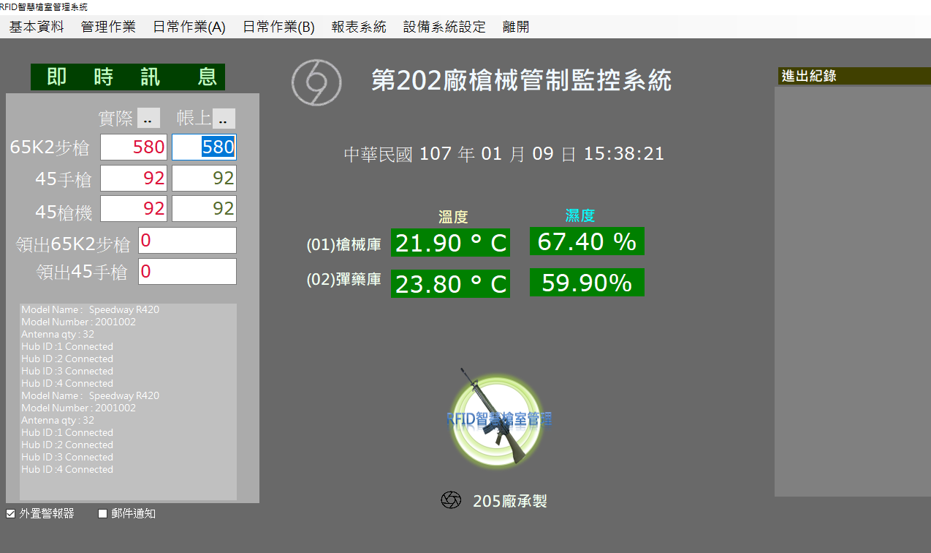 RFID智慧槍室管理系統
基本資料 管理作業 日常作業(A) 日常作業(B) 報表系統 設備系統設定 離開
即 時 訊 息
第202廠槍械管制監控系統
進出紀錄
實際 .. 帳上 ..
65K2步槍 580 580
45手槍 92 92
45槍機 92 92
領出65K2步槍 0
領出45手槍 0
中華民國 107 年 01 月 09 日 15:38:21
溫度 濕度
(01)槍械庫 21.90 ° C 67.40 %
(02)彈藥庫 23.80 ° C 59.90%
Model Name : Speedway R420
Model Number : 2001002
Antenna qty : 32
Hub ID :1 Connected
Hub ID :2 Connected
Hub ID :3 Connected
Hub ID :4 Connected
Model Name : Speedway R420
Model Number : 2001002
Antenna qty : 32
Hub ID :1 Connected
Hub ID :2 Connected
Hub ID :3 Connected
Hub ID :4 Connected
RFID智慧槍室管理
205廠承製
外置警報器 郵件通知